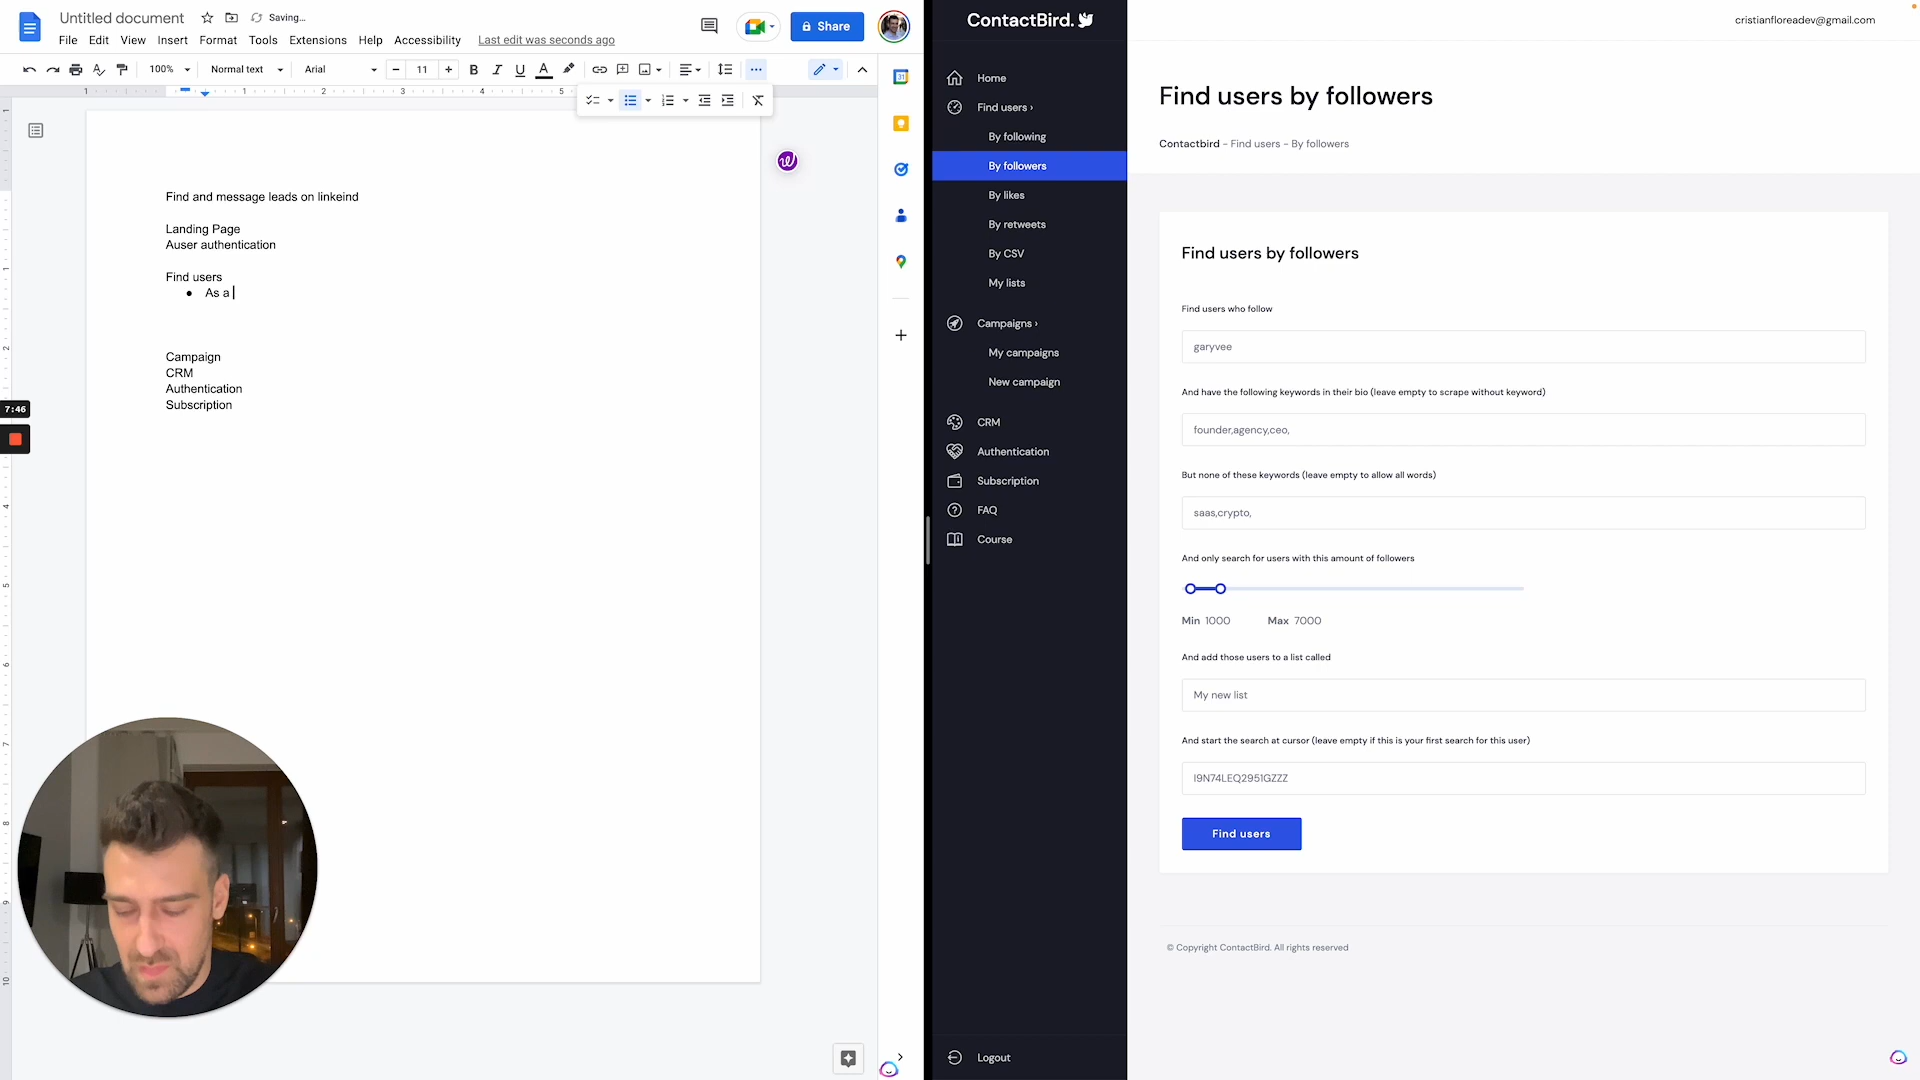 Untitled document
Saving...
File Edit View Insert Format Tools Extensions Help Accessibility Last edit was seconds ago
Share
100% Normal text Arial 11 B I U A
1 1 2 3 4 5
Find and message leads on linkeind
Landing Page
Auser authentication
Find users
● As a
Campaign
CRM
Authentication
Subscription
7:46
ContactBird.
Home
Find users ›
By following
By followers
By likes
By retweets
By CSV
My lists
Campaigns ›
My campaigns
New campaign
CRM
Authentication
Subscription
FAQ
Course
Logout
cristianfloreadev@gmail.com
Find users by followers
Contactbird - Find users - By followers
Find users by followers
Find users who follow
garyvee
And have the following keywords in their bio (leave empty to scrape without keyword)
founder,agency,ceo,
But none of these keywords (leave empty to allow all words)
saas,crypto,
And only search for users with this amount of followers
Min 1000 Max 7000
And add those users to a list called
My new list
And start the search at cursor (leave empty if this is your first search for this user)
I9N74LEQ2951GZZZ
Find users
© Copyright ContactBird. All rights reserved